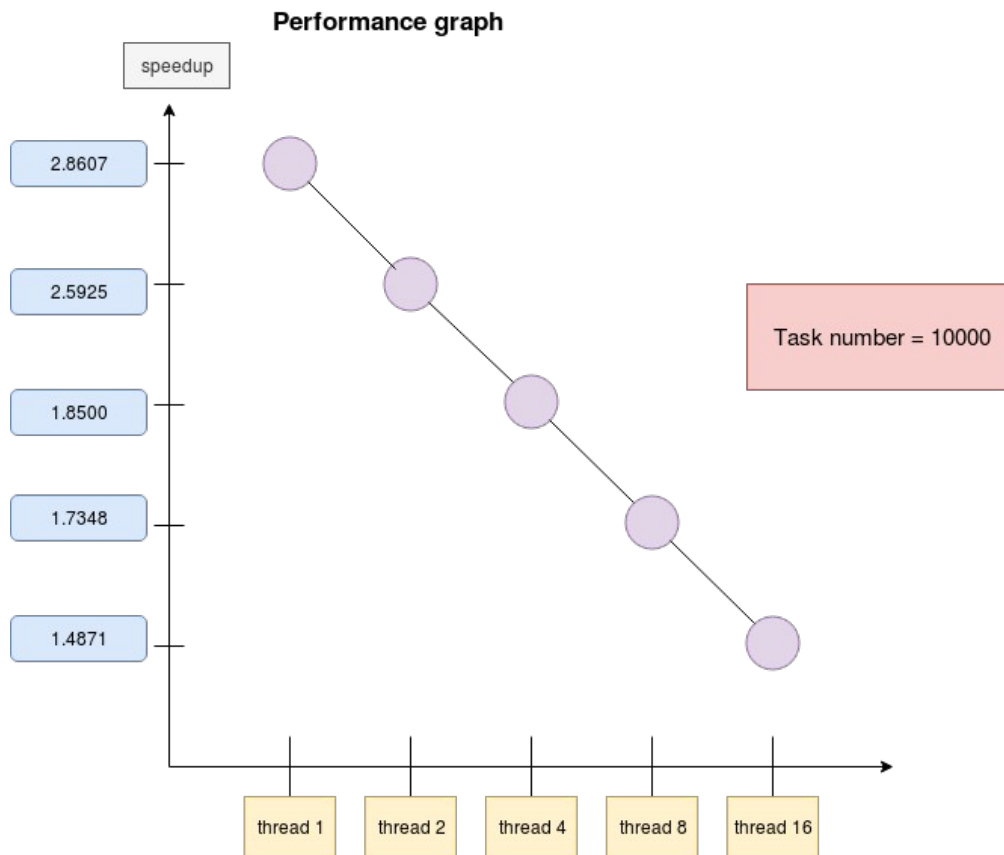 Performance graph
speedup
2.8607
2.5925
Task number = 10000
1.8500
1.7348
1.4871
thread 1
thread 2
thread 4
thread 8
thread 16